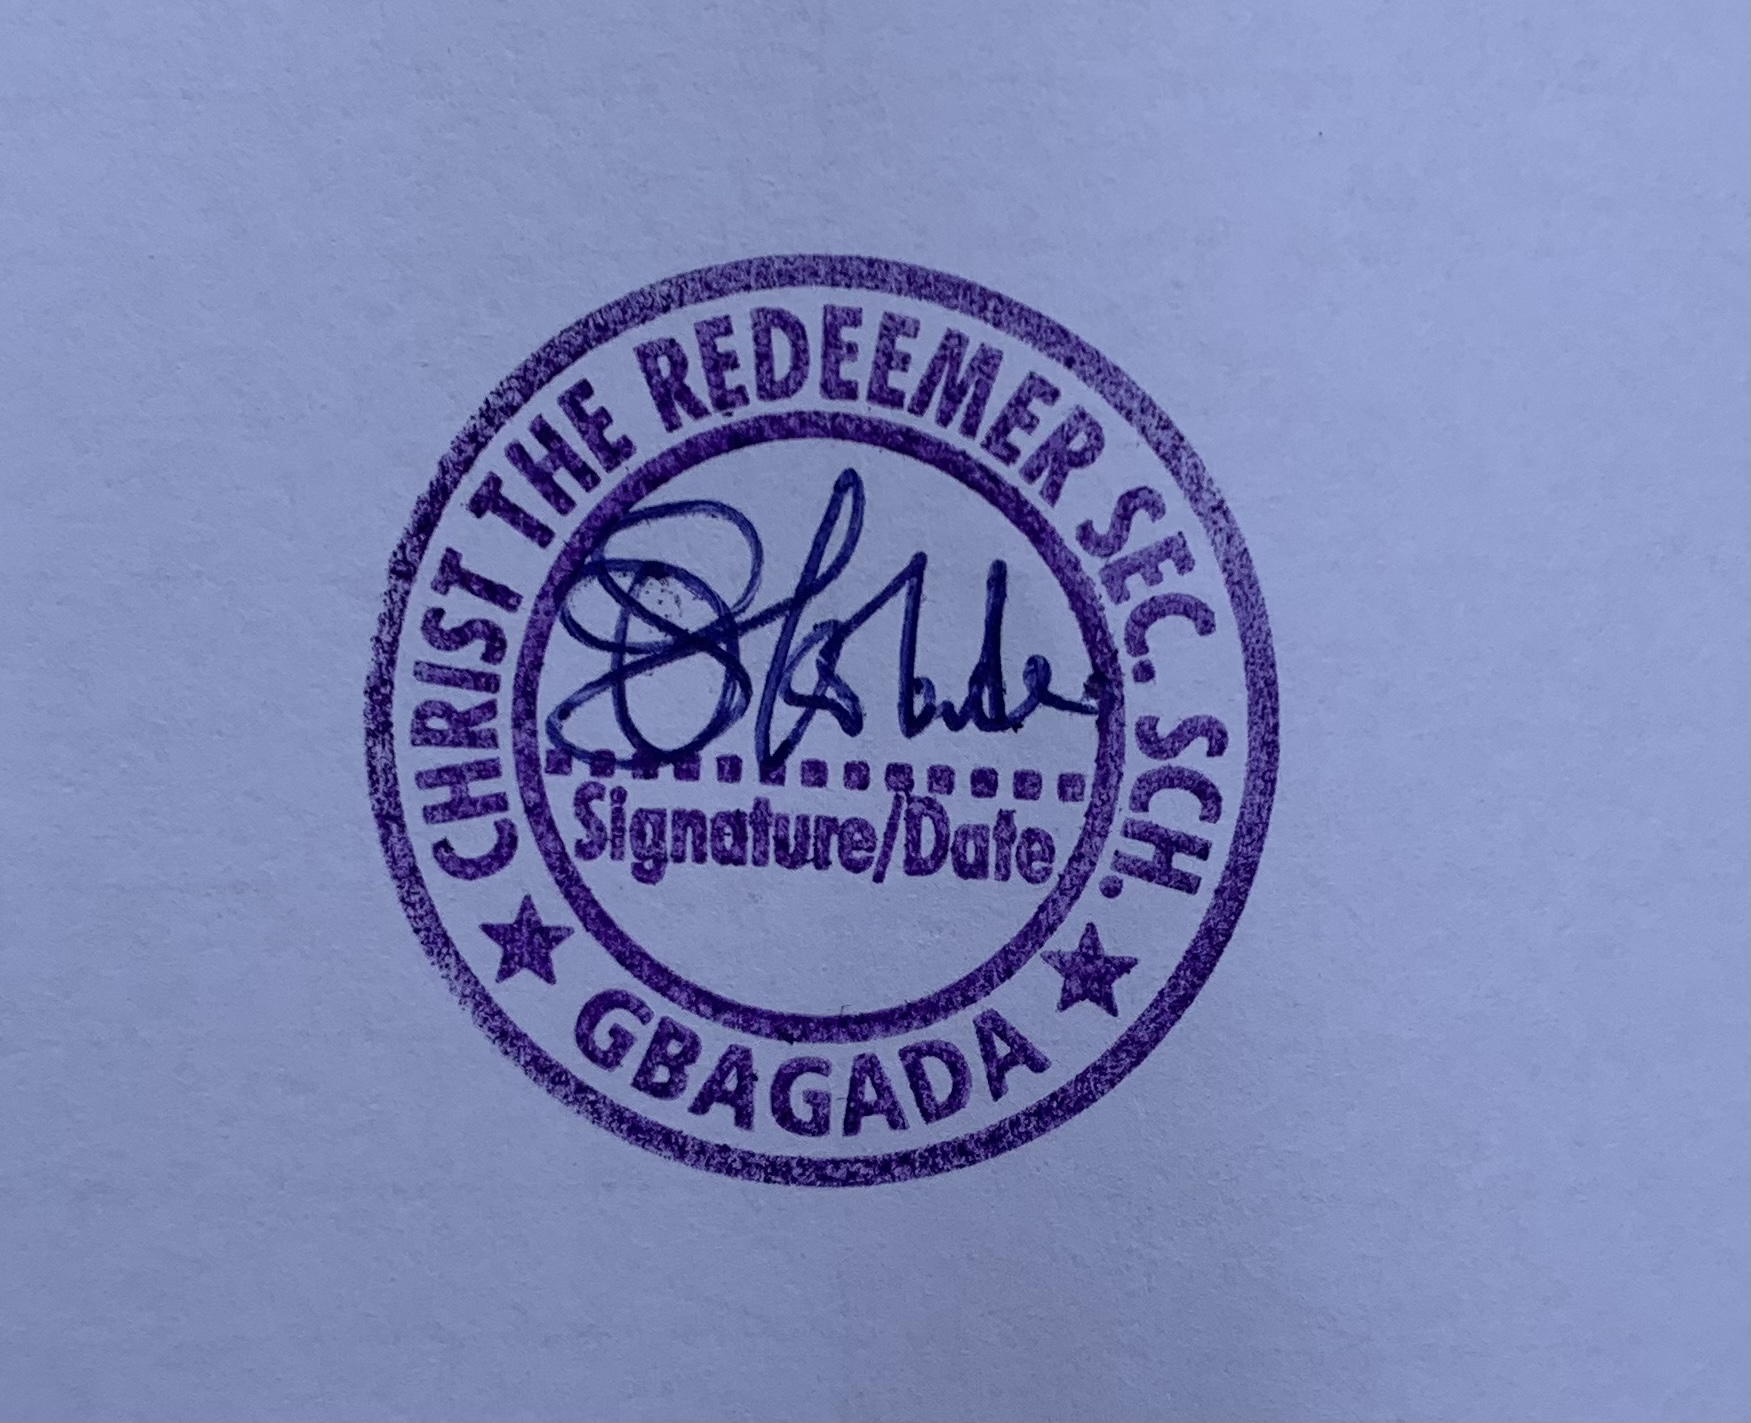 CHRIST THE REDEEMER SEC. SCH.
Signature/Date
GBAGADA